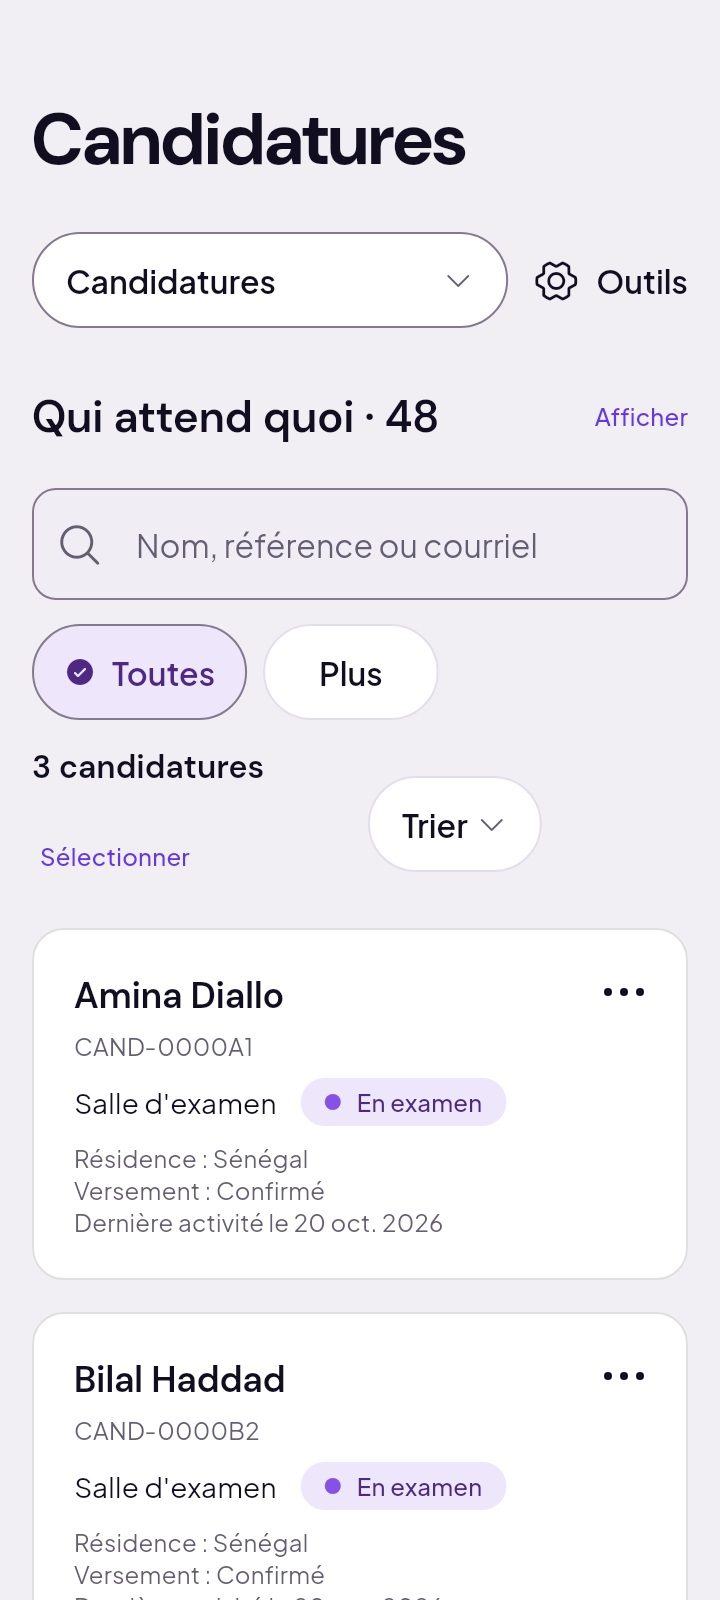 Candidatures
Candidatures
Outils
Qui attend quoi · 48
Afficher
Nom, référence ou courriel
Toutes
Plus
3 candidatures
Trier
Sélectionner
Amina Diallo
CAND-0000A1
Salle d'examen
En examen
Résidence : Sénégal
Versement : Confirmé
Dernière activité le 20 oct. 2026
Bilal Haddad
CAND-0000B2
Salle d'examen
En examen
Résidence : Sénégal
Versement : Confirmé